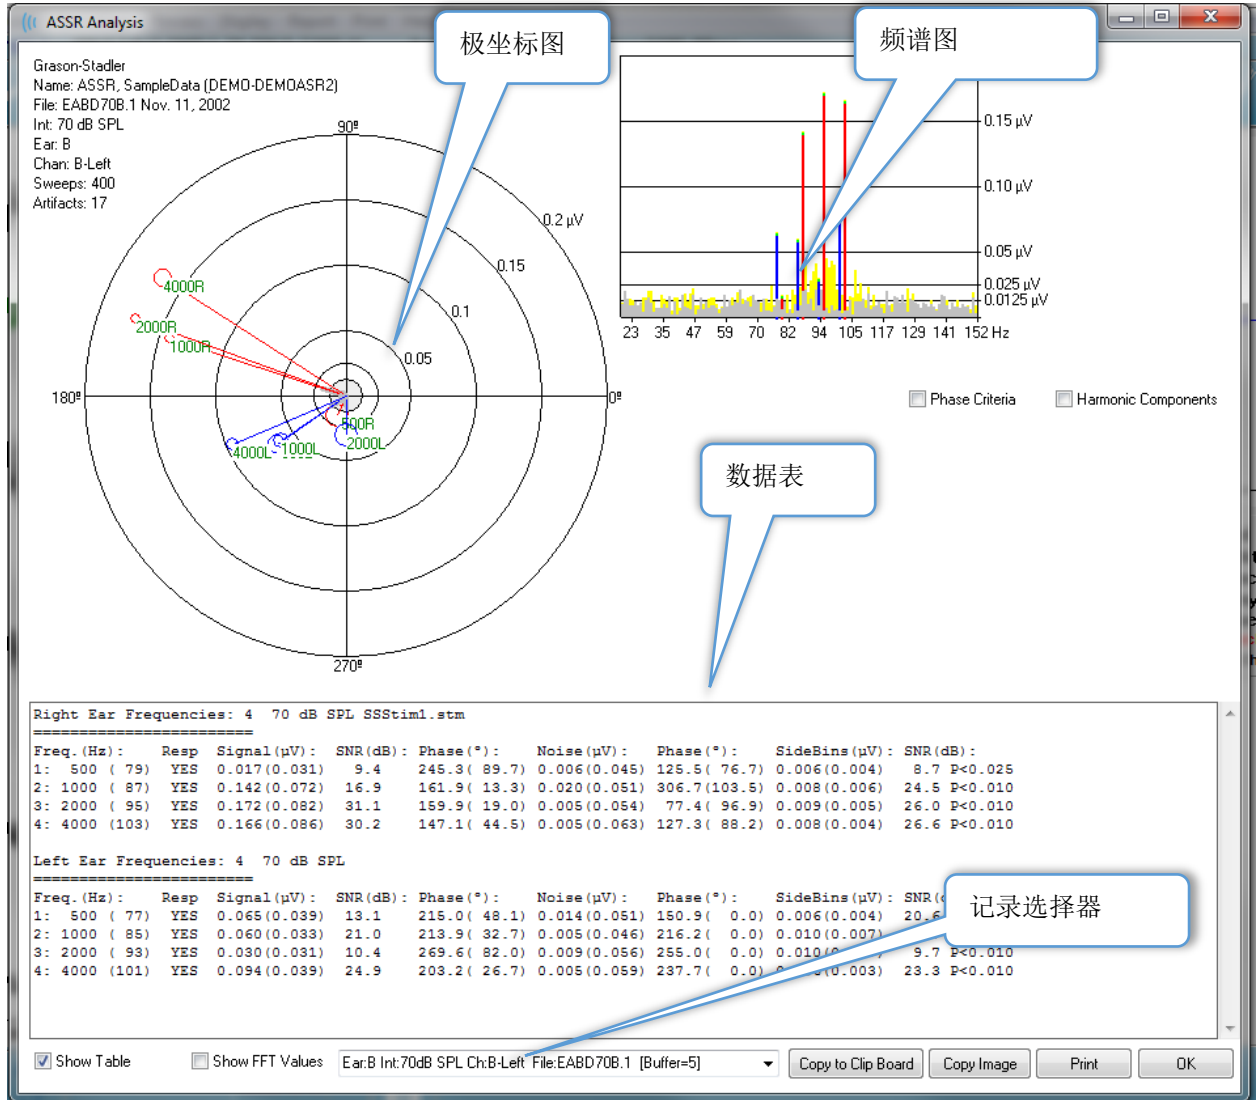 ASSR Analysis
极坐标图
频谱图
Grason-Stadler
Name: ASSR, SampleData (DEMO-DEMOASR2)
File: EABD70B.1 Nov. 11, 2002
Int: 70 dB SPL
Ear: B
Chan: B-Left
Sweeps: 400
Artifacts: 17
90º
0.2 µV
0.15
0.1
0.05
180º
0º
270º
4000R
2000R
1000R
500R
2000L
1000L
4000L
0.15 µV
0.10 µV
0.05 µV
0.025 µV
0.0125 µV
23 35 47 59 70 82 94 105 117 129 141 152 Hz
Phase Criteria
Harmonic Components
数据表
Right Ear Frequencies: 4 70 dB SPL SSStim1.stm
=========================
Freq.(Hz): Resp Signal(µV): SNR(dB): Phase(°): Noise(µV): Phase(°): SideBins(µV): SNR(dB):
1: 500 ( 79) YES 0.017(0.031) 9.4 245.3( 89.7) 0.006(0.045) 125.5( 76.7) 0.006(0.004) 8.7 P<0.025
2: 1000 ( 87) YES 0.142(0.072) 16.9 161.9( 13.3) 0.020(0.051) 306.7(103.5) 0.008(0.006) 24.5 P<0.010
3: 2000 ( 95) YES 0.172(0.082) 31.1 159.9( 19.0) 0.005(0.054) 77.4( 96.9) 0.009(0.005) 26.0 P<0.010
4: 4000 (103) YES 0.166(0.086) 30.2 147.1( 44.5) 0.005(0.063) 127.3( 88.2) 0.008(0.004) 26.6 P<0.010
Left Ear Frequencies: 4 70 dB SPL
=========================
Freq.(Hz): Resp Signal(µV): SNR(dB): Phase(°): Noise(µV): Phase(°): SideBins(µV):
1: 500 ( 77) YES 0.065(0.039) 13.1 215.0( 48.1) 0.014(0.051) 150.9( 0.0) 0.006(0.004) 20.6
2: 1000 ( 85) YES 0.060(0.033) 21.0 213.9( 32.7) 0.005(0.046) 216.2( 0.0) 0.010(0.007)
3: 2000 ( 93) YES 0.030(0.031) 10.4 269.6( 82.0) 0.009(0.056) 255.0( 0.0) 9.7 P<0.010
4: 4000 (101) YES 0.094(0.039) 24.9 203.2( 26.7) 0.005(0.059) 237.7( 0.0) 23.3 P<0.010
记录选择器
Show Table
Show FFT Values
Ear:B Int:70dB SPL Ch:B-Left File:EABD70B.1 [Buffer=5]
Copy to Clip Board
Copy Image
Print
OK